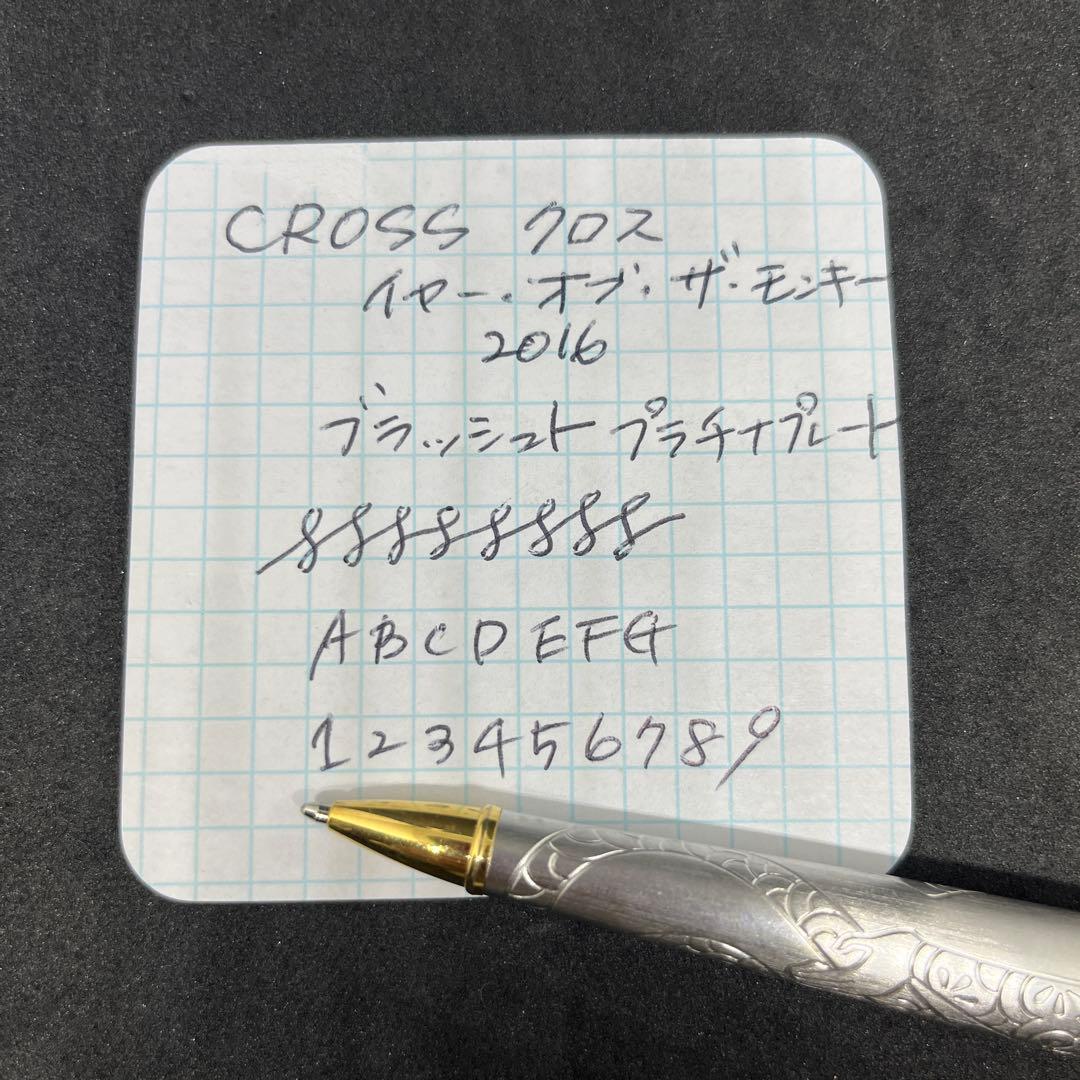 CROSS クロス
イヤー・オブ・ザ・モンキー
2016
ブラッシュト プラチナプレート
ABCDEFG
123456789